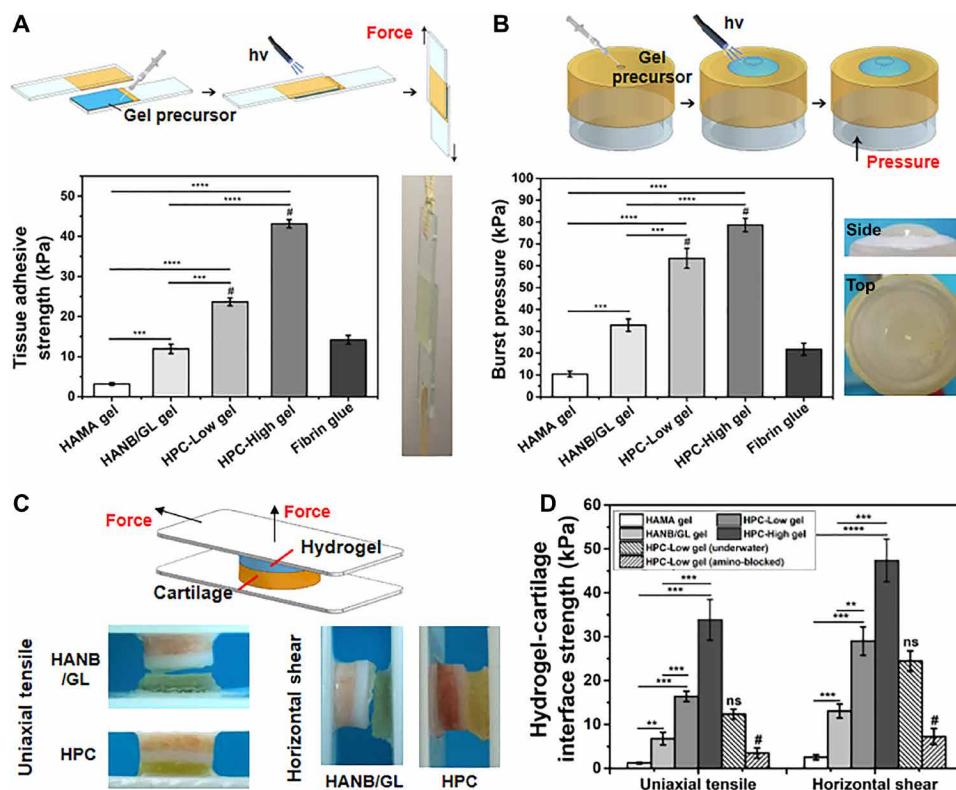 A
hv
Force
Gel precursor
Tissue adhesive
strength (kPa)
50
40
30
20
10
0
****
****
#
****
***
#
***
HAMA gel
HANB/GL gel
HPC-Low gel
HPC-High gel
Fibrin glue
B
hv
Gel
precursor
Pressure
Burst pressure (kPa)
100
90
80
70
60
50
40
30
20
10
0
****
****
#
****
***
#
***
HAMA gel
HANB/GL gel
HPC-Low gel
HPC-High gel
Fibrin glue
Side
Top
C
Force
Force
Hydrogel
Cartilage
Uniaxial tensile
HANB
/GL
HPC
Horizontal shear
HANB/GL
HPC
D
Hydrogel-cartilage
interface strength (kPa)
60
50
40
30
20
10
0
HAMA gel
HANB/GL gel
HPC-Low gel
HPC-High gel
HPC-Low gel (underwater)
HPC-Low gel (amino-blocked)
***
***
***
***
**
ns
#
***
****
**
***
***
ns
#
Uniaxial tensile
Horizontal shear